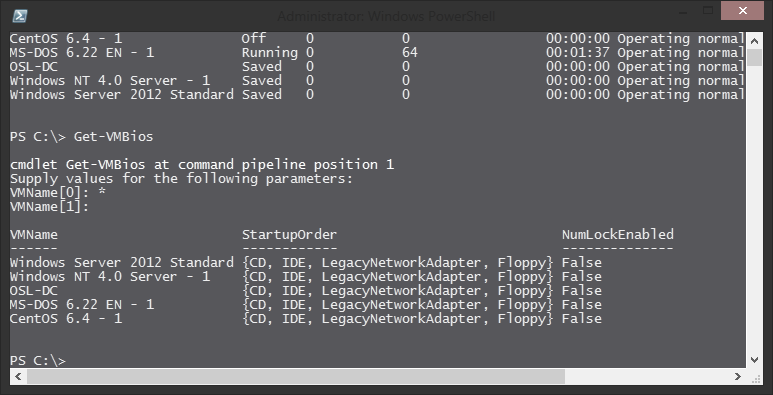 Administrator: Windows PowerShell
CentOS 6.4 - 1 Off 0 0 00:00:00 Operating normal
MS-DOS 6.22 EN - 1 Running 0 64 00:01:37 Operating normal
OSL-DC Saved 0 0 00:00:00 Operating normal
Windows NT 4.0 Server - 1 Saved 0 0 00:00:00 Operating normal
Windows Server 2012 Standard Saved 0 0 00:00:00 Operating normal
PS C:\> Get-VMBios
cmdlet Get-VMBios at command pipeline position 1
Supply values for the following parameters:
VMName[0]: *
VMName[1]:
VMName StartupOrder NumLockEnabled
------ ------------ --------------
Windows Server 2012 Standard {CD, IDE, LegacyNetworkAdapter, Floppy} False
Windows NT 4.0 Server - 1 {CD, IDE, LegacyNetworkAdapter, Floppy} False
OSL-DC {CD, IDE, LegacyNetworkAdapter, Floppy} False
MS-DOS 6.22 EN - 1 {CD, IDE, LegacyNetworkAdapter, Floppy} False
CentOS 6.4 - 1 {CD, IDE, LegacyNetworkAdapter, Floppy} False
PS C:\>